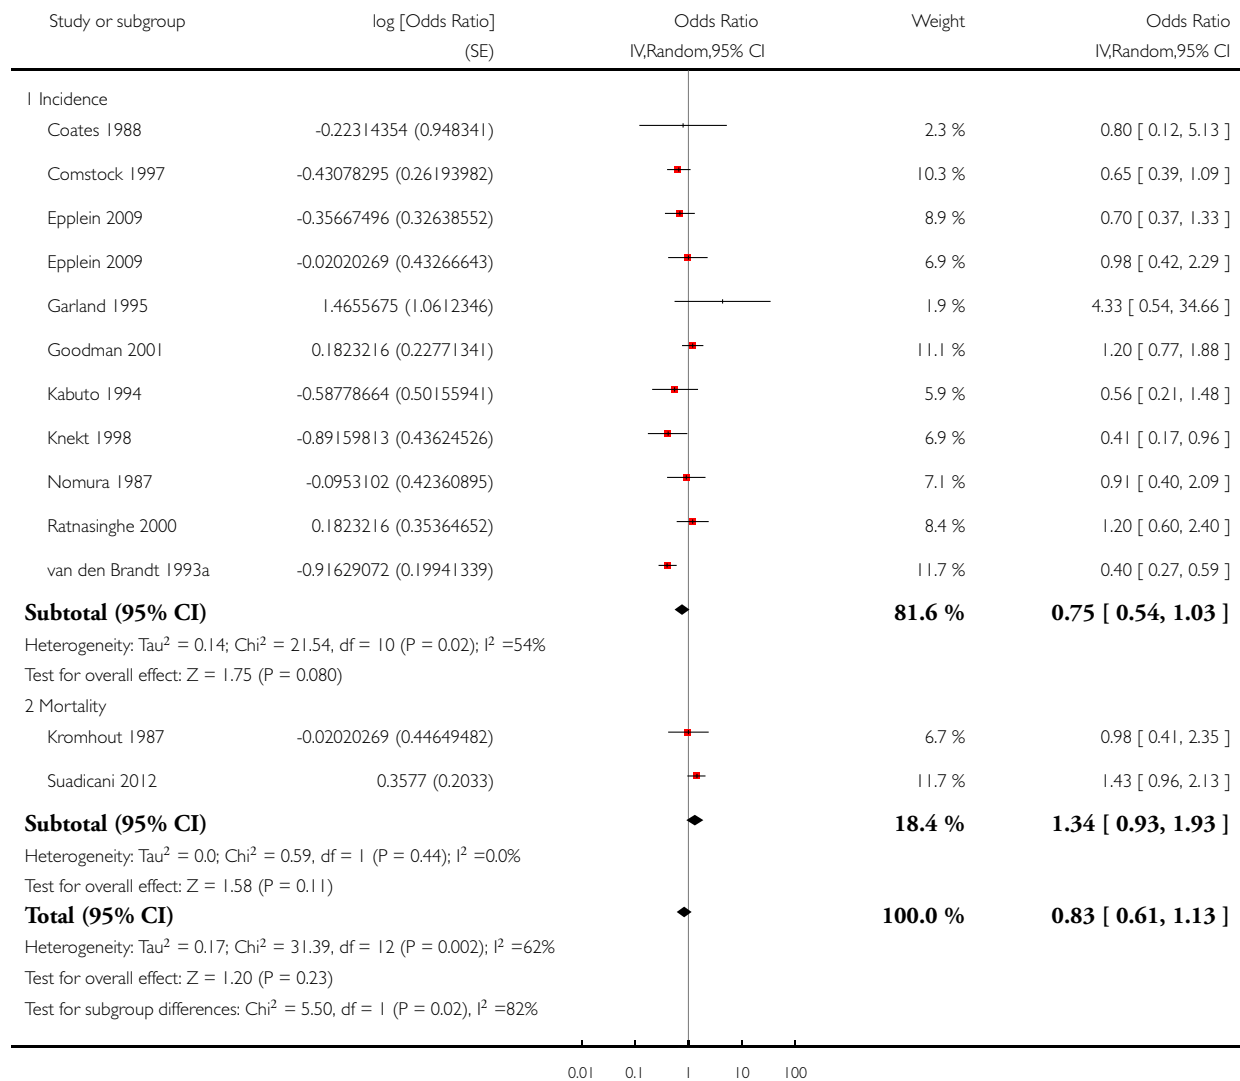 Study or subgroup log [Odds Ratio] Odds Ratio Weight Odds Ratio
(SE) IV,Random,95% CI IV,Random,95% CI
1 Incidence
Coates 1988 -0.22314354 (0.948341) 2.3 % 0.80 [ 0.12, 5.13 ]
Comstock 1997 -0.43078295 (0.26193982) 10.3 % 0.65 [ 0.39, 1.09 ]
Epplein 2009 -0.35667496 (0.32638552) 8.9 % 0.70 [ 0.37, 1.33 ]
Epplein 2009 -0.02020269 (0.43266643) 6.9 % 0.98 [ 0.42, 2.29 ]
Garland 1995 1.4655675 (1.0612346) 1.9 % 4.33 [ 0.54, 34.66 ]
Goodman 2001 0.1823216 (0.22771341) 11.1 % 1.20 [ 0.77, 1.88 ]
Kabuto 1994 -0.58778664 (0.50155941) 5.9 % 0.56 [ 0.21, 1.48 ]
Knekt 1998 -0.89159813 (0.43624526) 6.9 % 0.41 [ 0.17, 0.96 ]
Nomura 1987 -0.0953102 (0.42360895) 7.1 % 0.91 [ 0.40, 2.09 ]
Ratnasinghe 2000 0.1823216 (0.35364652) 8.4 % 1.20 [ 0.60, 2.40 ]
van den Brandt 1993a -0.91629072 (0.19941339) 11.7 % 0.40 [ 0.27, 0.59 ]
Subtotal (95% CI) 81.6 % 0.75 [ 0.54, 1.03 ]
Heterogeneity: Tau² = 0.14; Chi² = 21.54, df = 10 (P = 0.02); I² =54%
Test for overall effect: Z = 1.75 (P = 0.080)
2 Mortality
Kromhout 1987 -0.02020269 (0.44649482) 6.7 % 0.98 [ 0.41, 2.35 ]
Suadicani 2012 0.3577 (0.2033) 11.7 % 1.43 [ 0.96, 2.13 ]
Subtotal (95% CI) 18.4 % 1.34 [ 0.93, 1.93 ]
Heterogeneity: Tau² = 0.0; Chi² = 0.59, df = 1 (P = 0.44); I² =0.0%
Test for overall effect: Z = 1.58 (P = 0.11)
Total (95% CI) 100.0 % 0.83 [ 0.61, 1.13 ]
Heterogeneity: Tau² = 0.17; Chi² = 31.39, df = 12 (P = 0.002); I² =62%
Test for overall effect: Z = 1.20 (P = 0.23)
Test for subgroup differences: Chi² = 5.50, df = 1 (P = 0.02), I² =82%
0.01 0.1 1 10 100